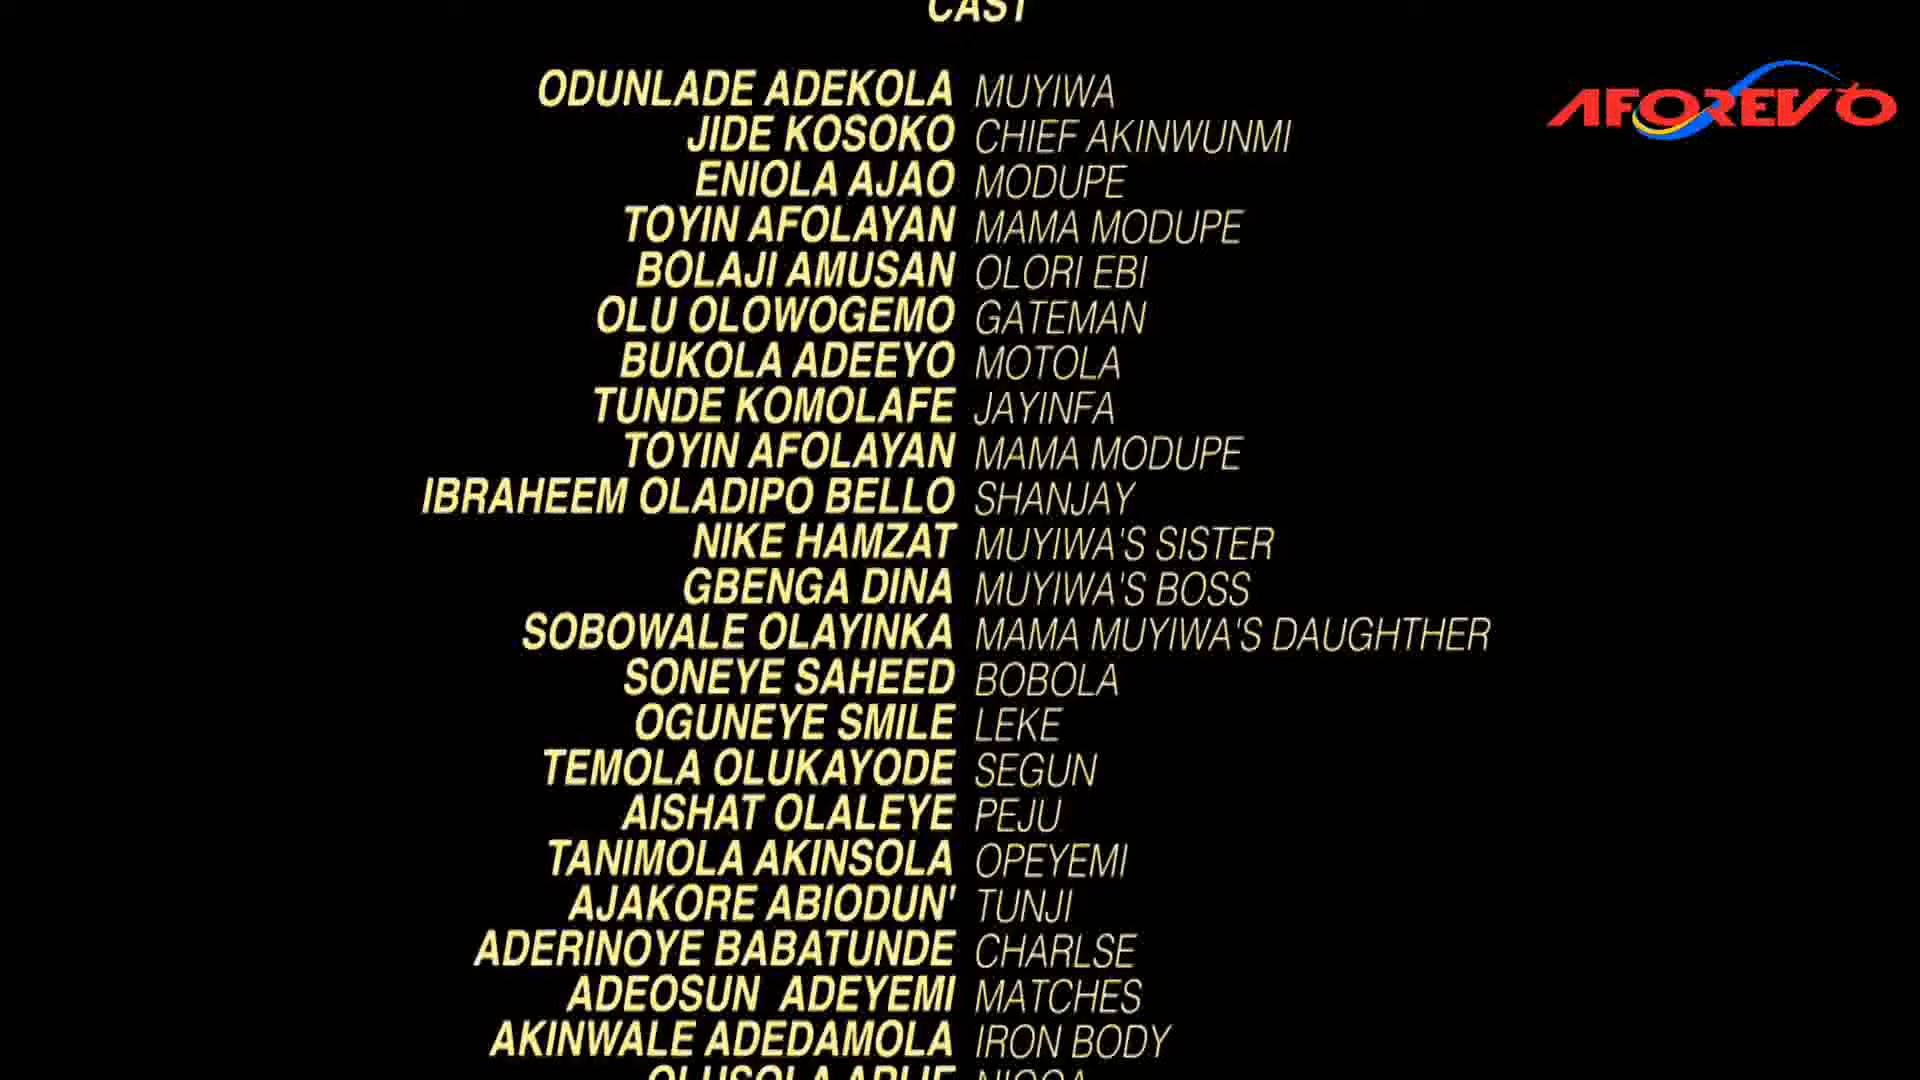 CAST
AFOREVO
ODUNLADE ADEKOLA MUYIWA
JIDE KOSOKO CHIEF AKINWUNMI
ENIOLA AJAO MODUPE
TOYIN AFOLAYAN MAMA MODUPE
BOLAJI AMUSAN OLORI EBI
OLU OLOWOGEMO GATEMAN
BUKOLA ADEEYO MOTOLA
TUNDE KOMOLAFE JAYINFA
TOYIN AFOLAYAN MAMA MODUPE
IBRAHEEM OLADIPO BELLO SHANJAY
NIKE HAMZAT MUYIWA'S SISTER
GBENGA DINA MUYIWA'S BOSS
SOBOWALE OLAYINKA MAMA MUYIWA'S DAUGHTHER
SONEYE SAHEED BOBOLA
OGUNEYE SMILE LEKE
TEMOLA OLUKAYODE SEGUN
AISHAT OLALEYE PEJU
TANIMOLA AKINSOLA OPEYEMI
AJAKORE ABIODUN' TUNJI
ADERINOYE BABATUNDE CHARLSE
ADEOSUN ADEYEMI MATCHES
AKINWALE ADEDAMOLA IRON BODY
OLUSOLA